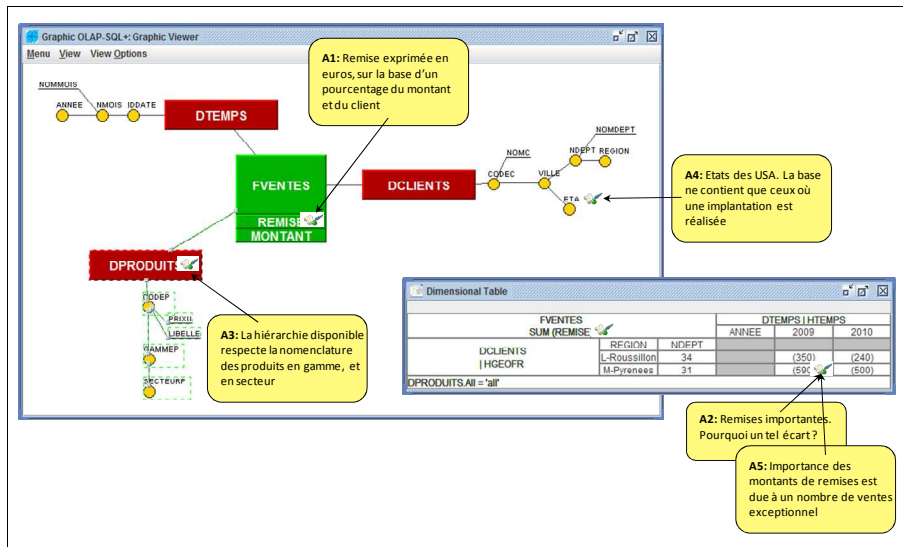 Graphic OLAP-SQL+: Graphic Viewer
Menu View View Options
A1: Remise exprimée en
euros, sur la base d'un
pourcentage du montant
et du client
NOMMOIS
ANNEE NMOIS IDDATE
DTEMPS
FVENTES
REMISE
MONTANT
DCLIENTS
NOMC
CODEC
VILLE
NOMDEPT
NDEPT REGION
ETA
A4: Etats des USA. La base
ne contient que ceux où
une implantation est
réalisée
DPRODUITS
CODEP
PRIXU
LIBELLE
GAMMEP
SECTEURP
A3: La hiérarchie disponible
respecte la nomenclature
des produits en gamme, et
en secteur
Dimensional Table
FVENTES
SUM (REMISE
DTEMPS | HTEMPS
ANNEE 2009 2010
DCLIENTS
| HGEOFR
REGION NDEPT
L-Roussillon 34 (350) (240)
M-Pyrenees 31 (590 (500)
DPRODUITS.All = 'all'
A2: Remises importantes.
Pourquoi un tel écart ?
A5: Importance des
montants de remises est
due à un nombre de ventes
exceptionnel